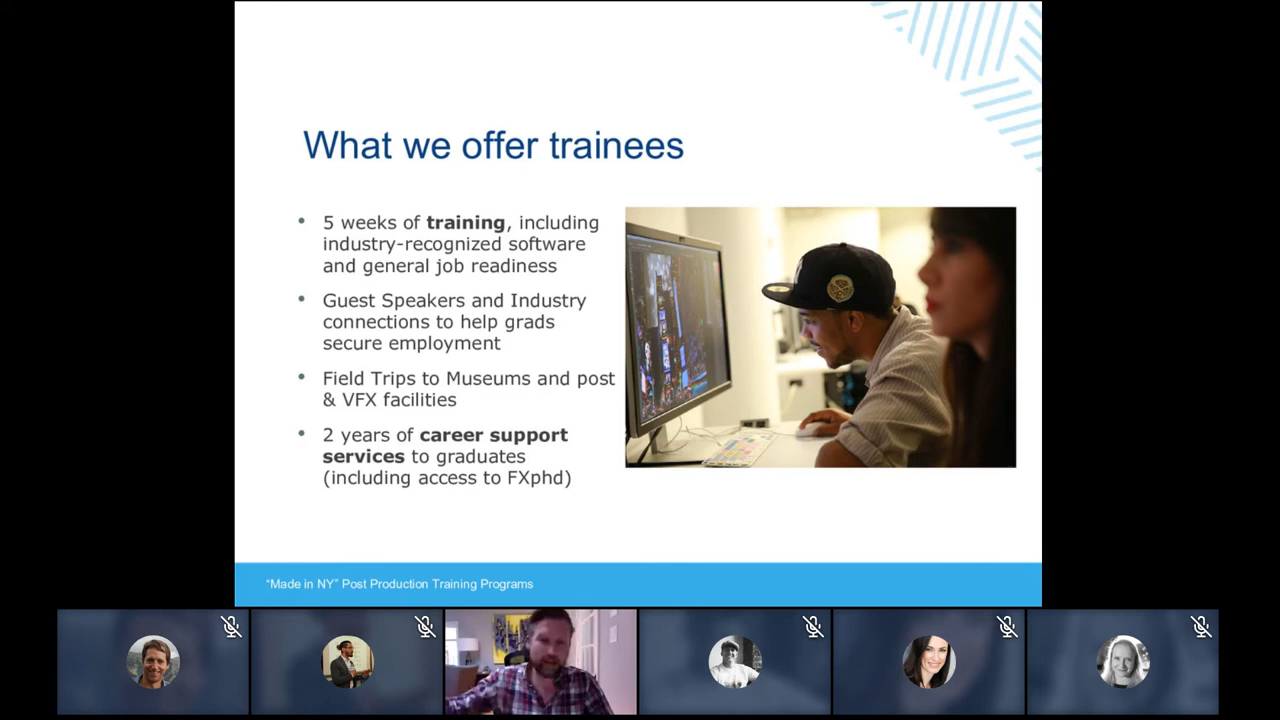 What we offer trainees
• 5 weeks of training, including
industry-recognized software
and general job readiness
• Guest Speakers and Industry
connections to help grads
secure employment
• Field Trips to Museums and post
& VFX facilities
• 2 years of career support
services to graduates
(including access to FXphd)
“Made in NY” Post Production Training Programs